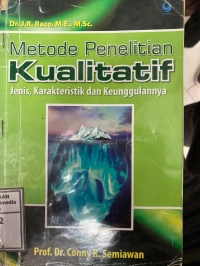 Dr. J.R. Raco, M.E., M.Sc.
Metode Penelitian
Kualitatif
Jenis, Karakteristik dan Keunggulannya
Prof. Dr. Conny R. Semiawan